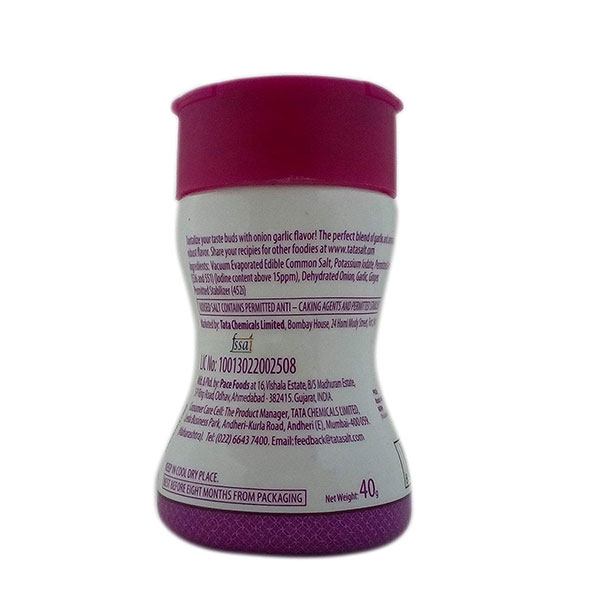 your taste buds with onion garlic flavor! The perfect blend of garlic and
robust flavor. Share your recipies for other foodies at www.tatasalt.com
Ingredients: Vacuum Evaporated Edible Common Salt, Potassium Iodate,
and 551) (Iodine content above 15ppm), Dehydrated Onion, Garlic, Ginger
Permitted Stabilizer (452i)
IODISED SALT CONTAINS PERMITTED ANTI – CAKING AGENTS AND PERMITTED
Marketed by: Tata Chemicals Limited, Bombay House, 24 Homi Mody Street,
fssai
LIC No: 10013022002508
Mfd. & Pkd. by: Pace Foods at 16, Vishala Estate, B/S Madhuram Estate,
Ring Road, Odhav, Ahmedabad - 382415. Gujarat, INDIA.
Consumer Care Cell: The Product Manager, TATA CHEMICALS LIMITED,
Leela Business Park, Andheri-Kurla Road, Andheri (E), Mumbai-400 059.
(Maharashtra). Tel: (022) 6643 7400. Email: feedback@tatasalt.com
KEEP IN COOL DRY PLACE.
BEST BEFORE EIGHT MONTHS FROM PACKAGING
Net Weight: 40g